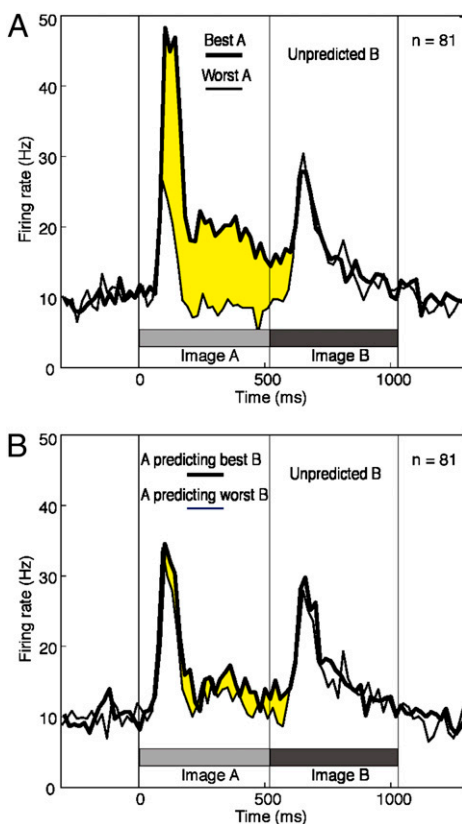 A
50
Best A
Worst A
Unpredicted B
n = 81
40
30
20
10
0
Firing rate (Hz)
Image A
Image B
0
500
1000
Time (ms)
B
50
A predicting best B
A predicting worst B
Unpredicted B
n = 81
40
30
20
10
0
Firing rate (Hz)
Image A
Image B
0
500
1000
Time (ms)